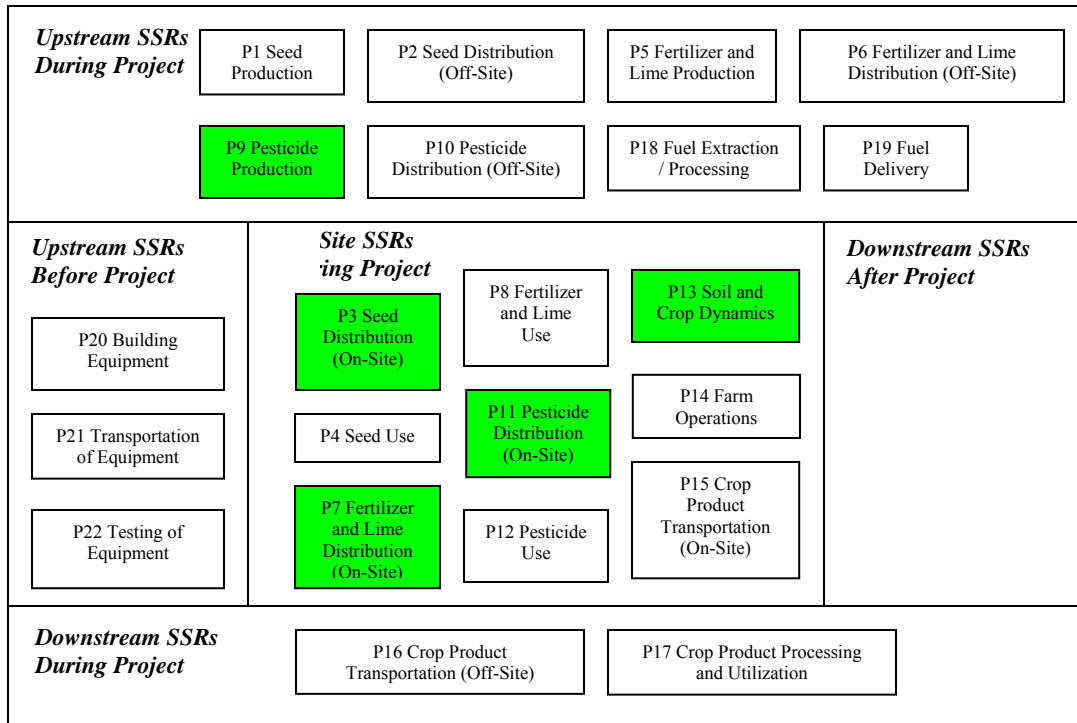 Upstream SSRs
During Project
P1 Seed
Production
P2 Seed Distribution
(Off-Site)
P5 Fertilizer and
Lime Production
P6 Fertilizer and Lime
Distribution (Off-Site)
P9 Pesticide
Production
P10 Pesticide
Distribution (Off-Site)
P18 Fuel Extraction
/ Processing
P19 Fuel
Delivery
Upstream SSRs
Before Project
P20 Building
Equipment
P21 Transportation
of Equipment
P22 Testing of
Equipment
Site SSRs
ring Project
P3 Seed
Distribution
(On-Site)
P4 Seed Use
P7 Fertilizer
and Lime
Distribution
(On-Site)
P8 Fertilizer
and Lime
Use
P11 Pesticide
Distribution
(On-Site)
P12 Pesticide
Use
P13 Soil and
Crop Dynamics
P14 Farm
Operations
P15 Crop
Product
Transportation
(On-Site)
Downstream SSRs
After Project
Downstream SSRs
During Project
P16 Crop Product
Transportation (Off-Site)
P17 Crop Product Processing
and Utilization